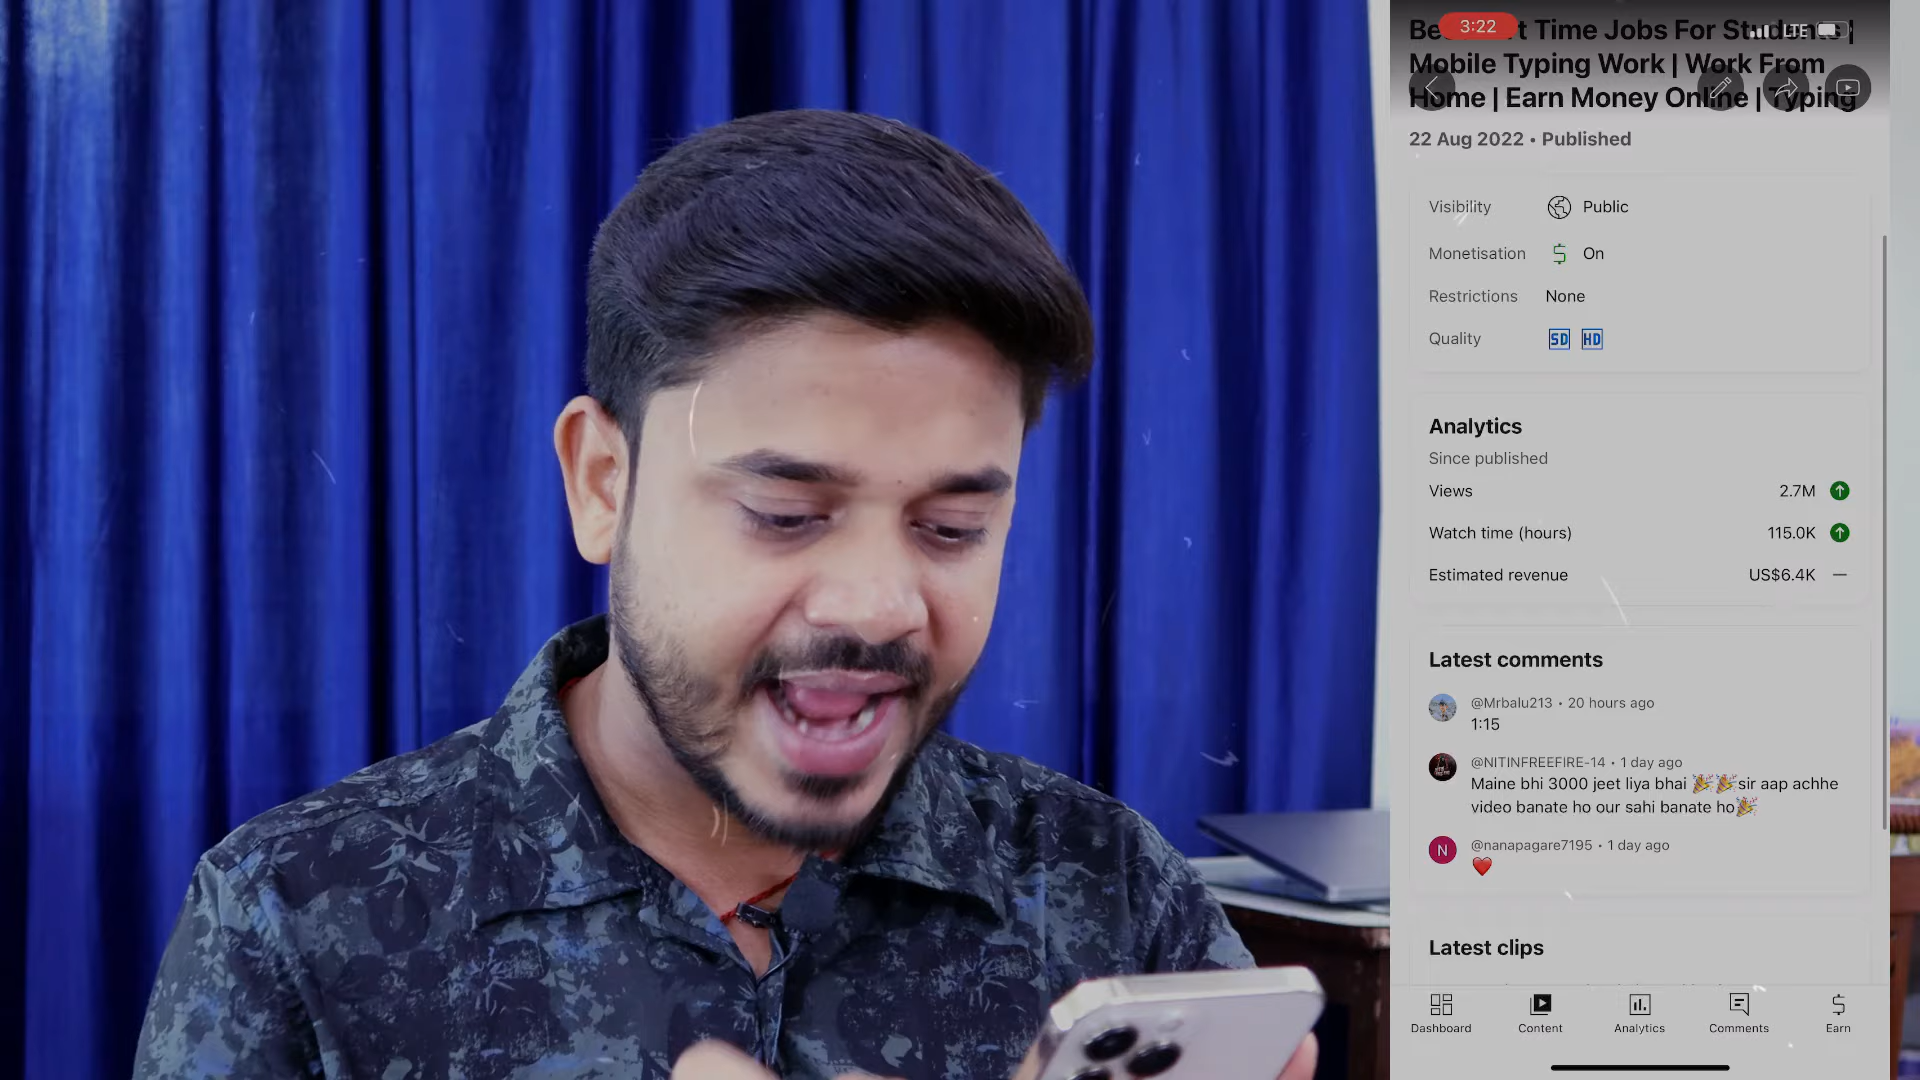 3:22
LTE
Time Jobs For Students |
Mobile Typing Work | Work From
Home | Earn Money Online | Typing
22 Aug 2022 • Published
Visibility Public
Monetisation On
Restrictions None
Quality SD HD
Analytics
Since published
Views 2.7M
Watch time (hours) 115.0K
Estimated revenue US$6.4K
Latest comments
@Mrbalu213 • 20 hours ago
1:15
@NITINFREEFIRE-14 • 1 day ago
Maine bhi 3000 jeet liya bhai 🎉🎉sir aap achhe
video banate ho our sahi banate ho🎉
N @nanapagare7195 • 1 day ago
❤️
Latest clips
Dashboard Content Analytics Comments Earn